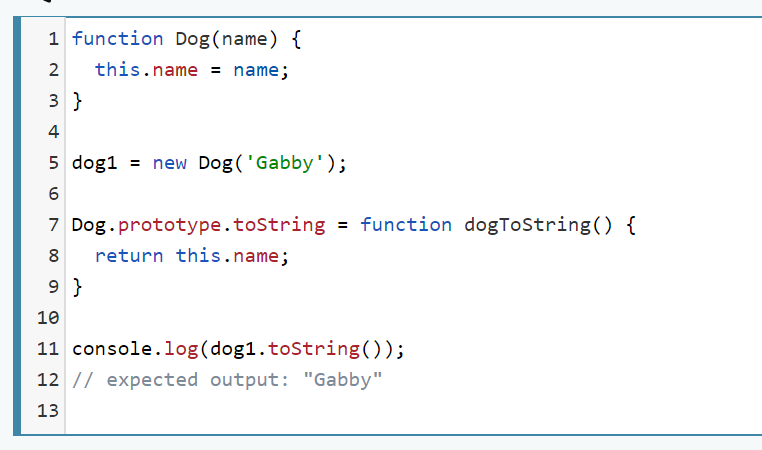 1 function Dog(name) {
2   this.name = name;
3 }
4
5 dog1 = new Dog('Gabby');
6
7 Dog.prototype.toString = function dogToString() {
8   return this.name;
9 }
10
11 console.log(dog1.toString());
12 // expected output: "Gabby"
13